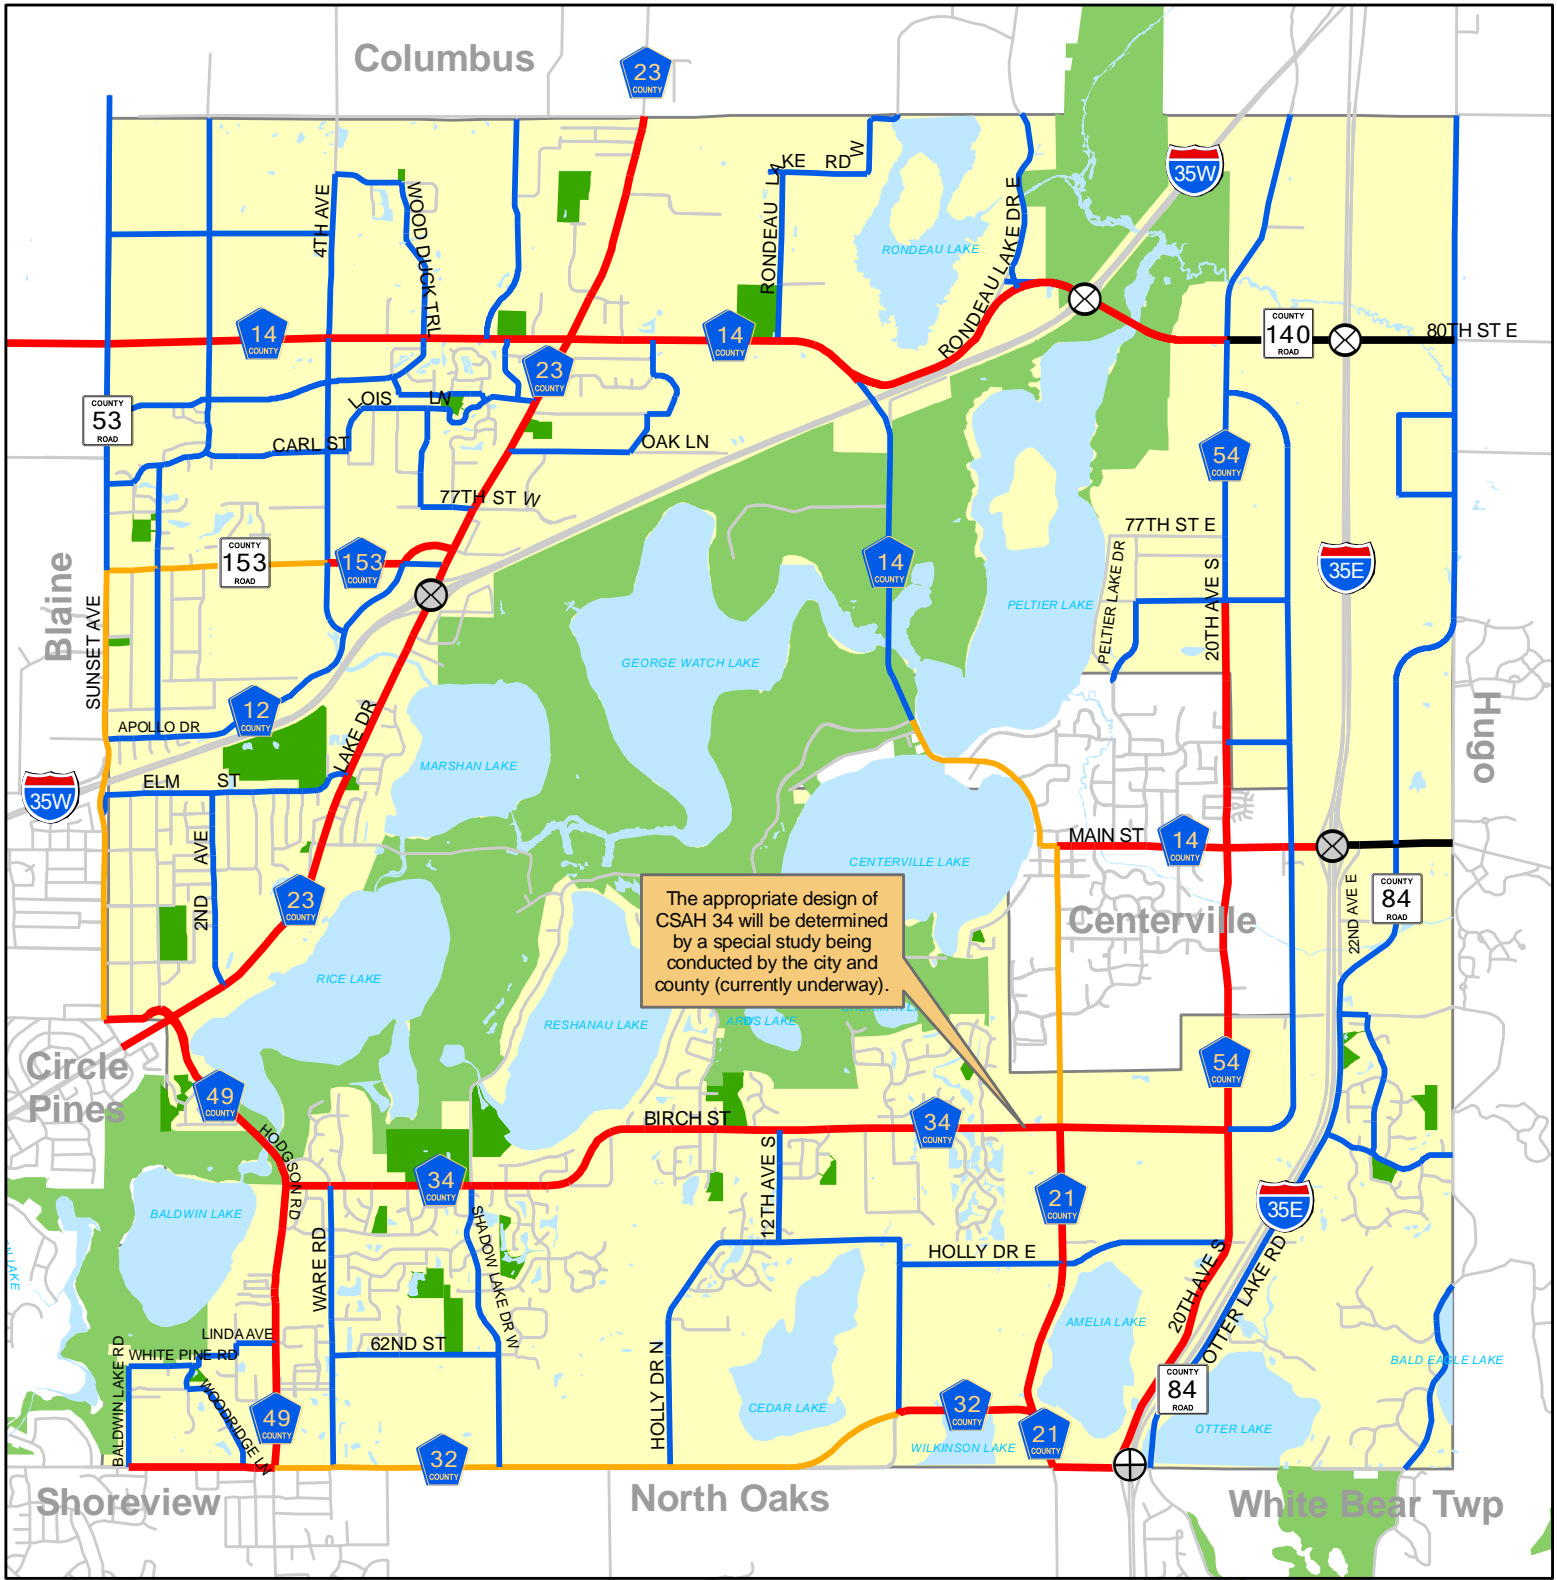 Columbus
23
COUNTY
35W
KE RD W
RONDEAU LA
4TH AVE
WOOD DUCK TRL
RONDEAU LAKE DR E
RONDEAU LAKE
14
COUNTY
14
COUNTY
COUNTY
140
ROAD
80TH ST E
23
COUNTY
COUNTY
53
ROAD
LOIS LN
CARL ST
OAK LN
54
COUNTY
77TH ST W
77TH ST E
Blaine
COUNTY
153
ROAD
153
COUNTY
14
COUNTY
35E
PELTIER LAKE DR
20TH AVE S
PELTIER LAKE
SUNSET AVE
GEORGE WATCH LAKE
12
COUNTY
APOLLO DR
LAKE DR
Hugo
MARSHAN LAKE
ELM ST
35W
2ND AVE
MAIN ST
14
COUNTY
CENTERVILLE LAKE
COUNTY
84
ROAD
22ND AVE E
23
COUNTY
The appropriate design of
CSAH 34 will be determined
by a special study being
conducted by the city and
county (currently underway).
Centerville
RICE LAKE
RESHANAU LAKE
LAKE
Circle
Pines
49
COUNTY
54
COUNTY
BIRCH ST
34
COUNTY
HODGSON RD
34
COUNTY
12TH AVE S
21
COUNTY
35E
BALDWIN LAKE
WARE RD
SHADOW LAKE DR W
HOLLY DR E
20TH AVE S
OTTER LAKE RD
LAKE
AMELIA LAKE
LINDA AVE
WHITE PINE RD
62ND ST
BALDWIN LAKE RD
WOODRIDGE LN
HOLLY DR N
BALD EAGLE LAKE
COUNTY
84
ROAD
CEDAR LAKE
32
COUNTY
49
COUNTY
21
COUNTY
OTTER LAKE
WILKINSON LAKE
32
COUNTY
Shoreview
North Oaks
White Bear Twp